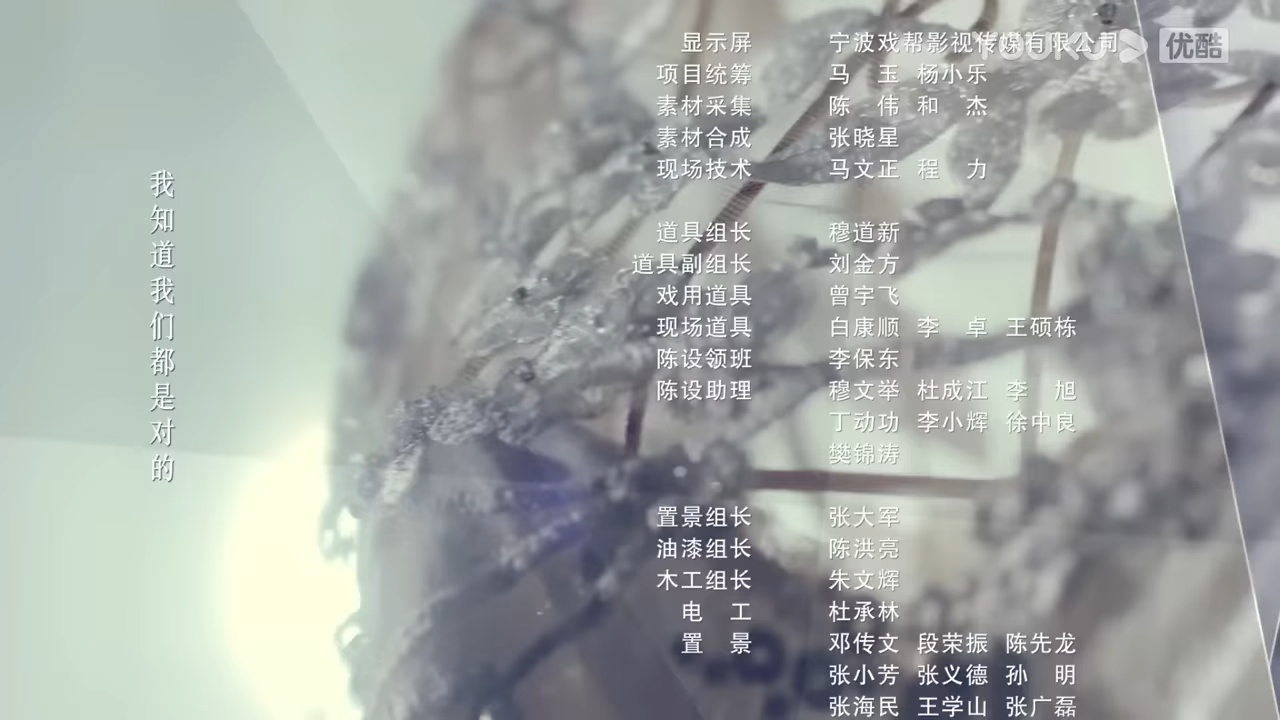 显示屏 宁波戏帮影视传媒有限公司
YOUKU 优酷
项目统筹 马 玉 杨小乐
素材采集 陈 伟 和 杰
素材合成 张晓星
现场技术 马文正 程 力
我知道我们都是对的
道具组长 穆道新
道具副组长 刘金方
戏用道具 曾宇飞
现场道具 白康顺 李 卓 王硕栋
陈设领班 李保东
陈设助理 穆文举 杜成江 李 旭
丁动功 李小辉 徐中良
樊锦涛
置景组长 张大军
油漆组长 陈洪亮
木工组长 朱文辉
电 工 杜承林
置 景 邓传文 段荣振 陈先龙
张小芳 张义德 孙 明
张海民 王学山 张广磊